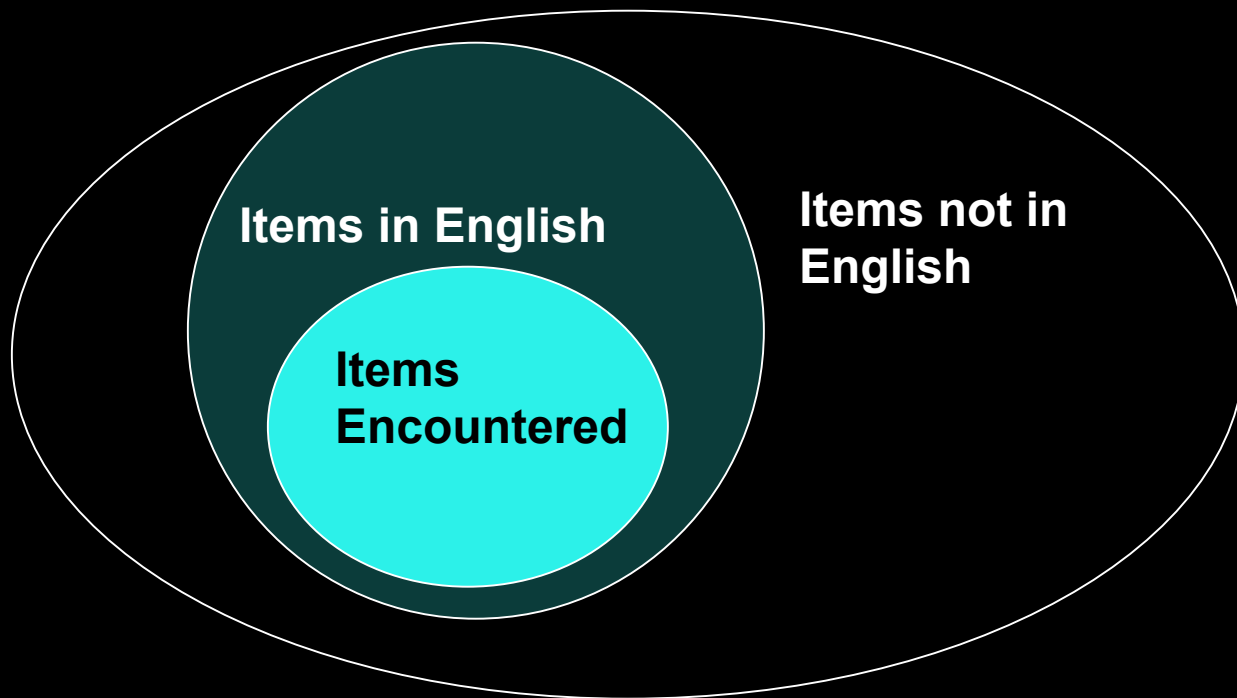 Items in English
Items not in
English
Items
Encountered